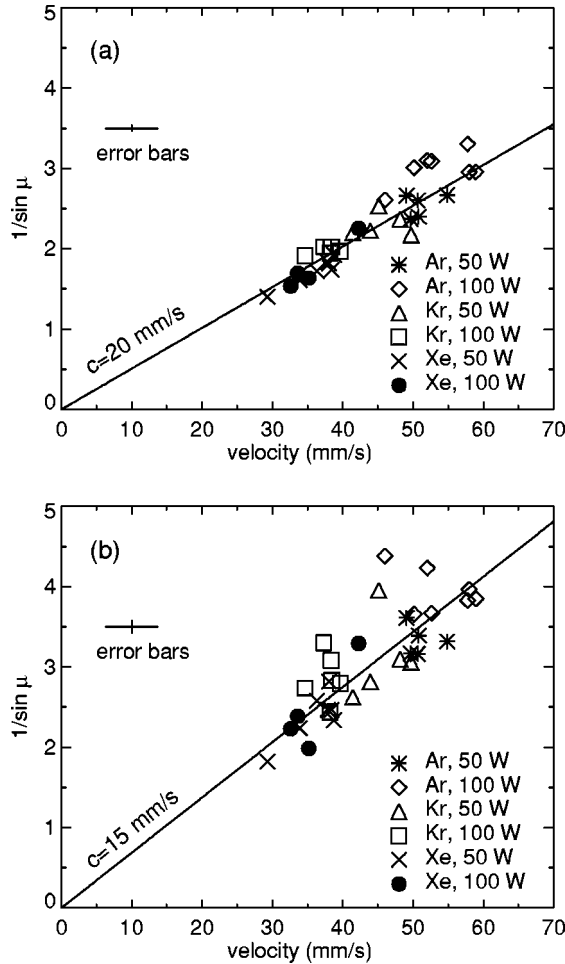 5
(a)
4
3
error bars
1/sin μ
2
c=20 mm/s
1
0
Ar, 50 W
Ar, 100 W
Kr, 50 W
Kr, 100 W
Xe, 50 W
Xe, 100 W
0 10 20 30 40 50 60 70
velocity (mm/s)
5
(b)
4
3
error bars
1/sin μ
2
c=15 mm/s
1
0
Ar, 50 W
Ar, 100 W
Kr, 50 W
Kr, 100 W
Xe, 50 W
Xe, 100 W
0 10 20 30 40 50 60 70
velocity (mm/s)